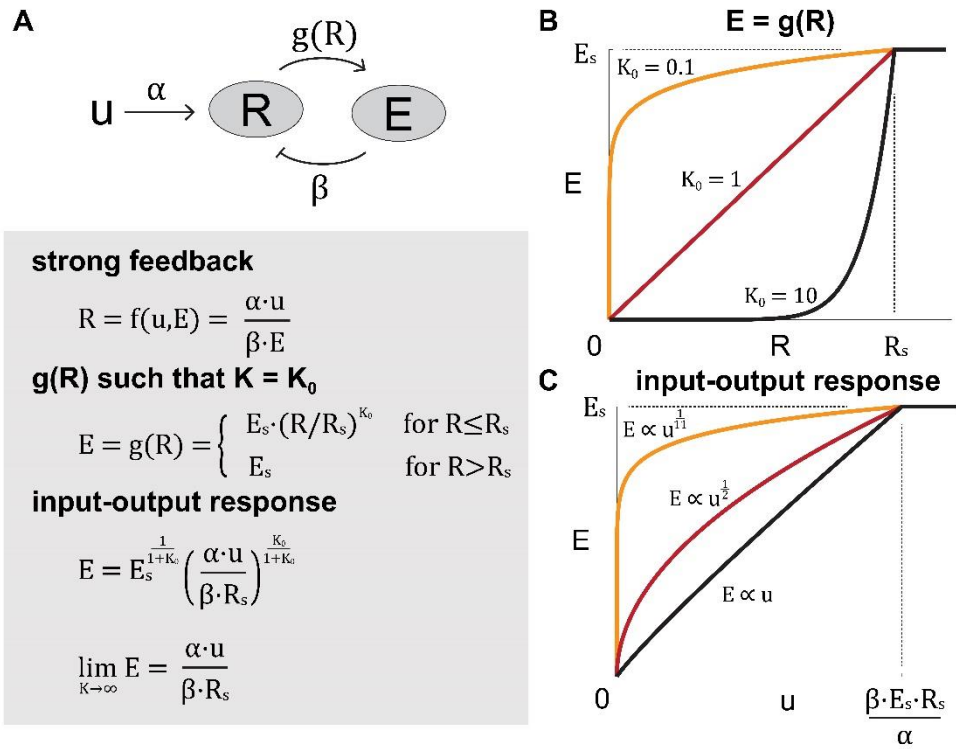 A
u
α
R
g(R)
E
β
strong feedback
R = f(u,E) = α·u / β·E
g(R) such that K = K₀
E = g(R) = { Eₛ·(R/Rₛ)^K₀ for R≤Rₛ
Eₛ for R>Rₛ
input-output response
E = Eₛ^(1/(1+K₀)) (α·u / β·Rₛ)^(K₀/(1+K₀))
lim K→∞ E = α·u / β·Rₛ
B
E = g(R)
Eₛ
K₀ = 0.1
E
K₀ = 1
K₀ = 10
0
R
Rₛ
C
input-output response
Eₛ
E ∝ u^(1/11)
E ∝ u^(1/2)
E
E ∝ u
0
u
β·Eₛ·Rₛ / α